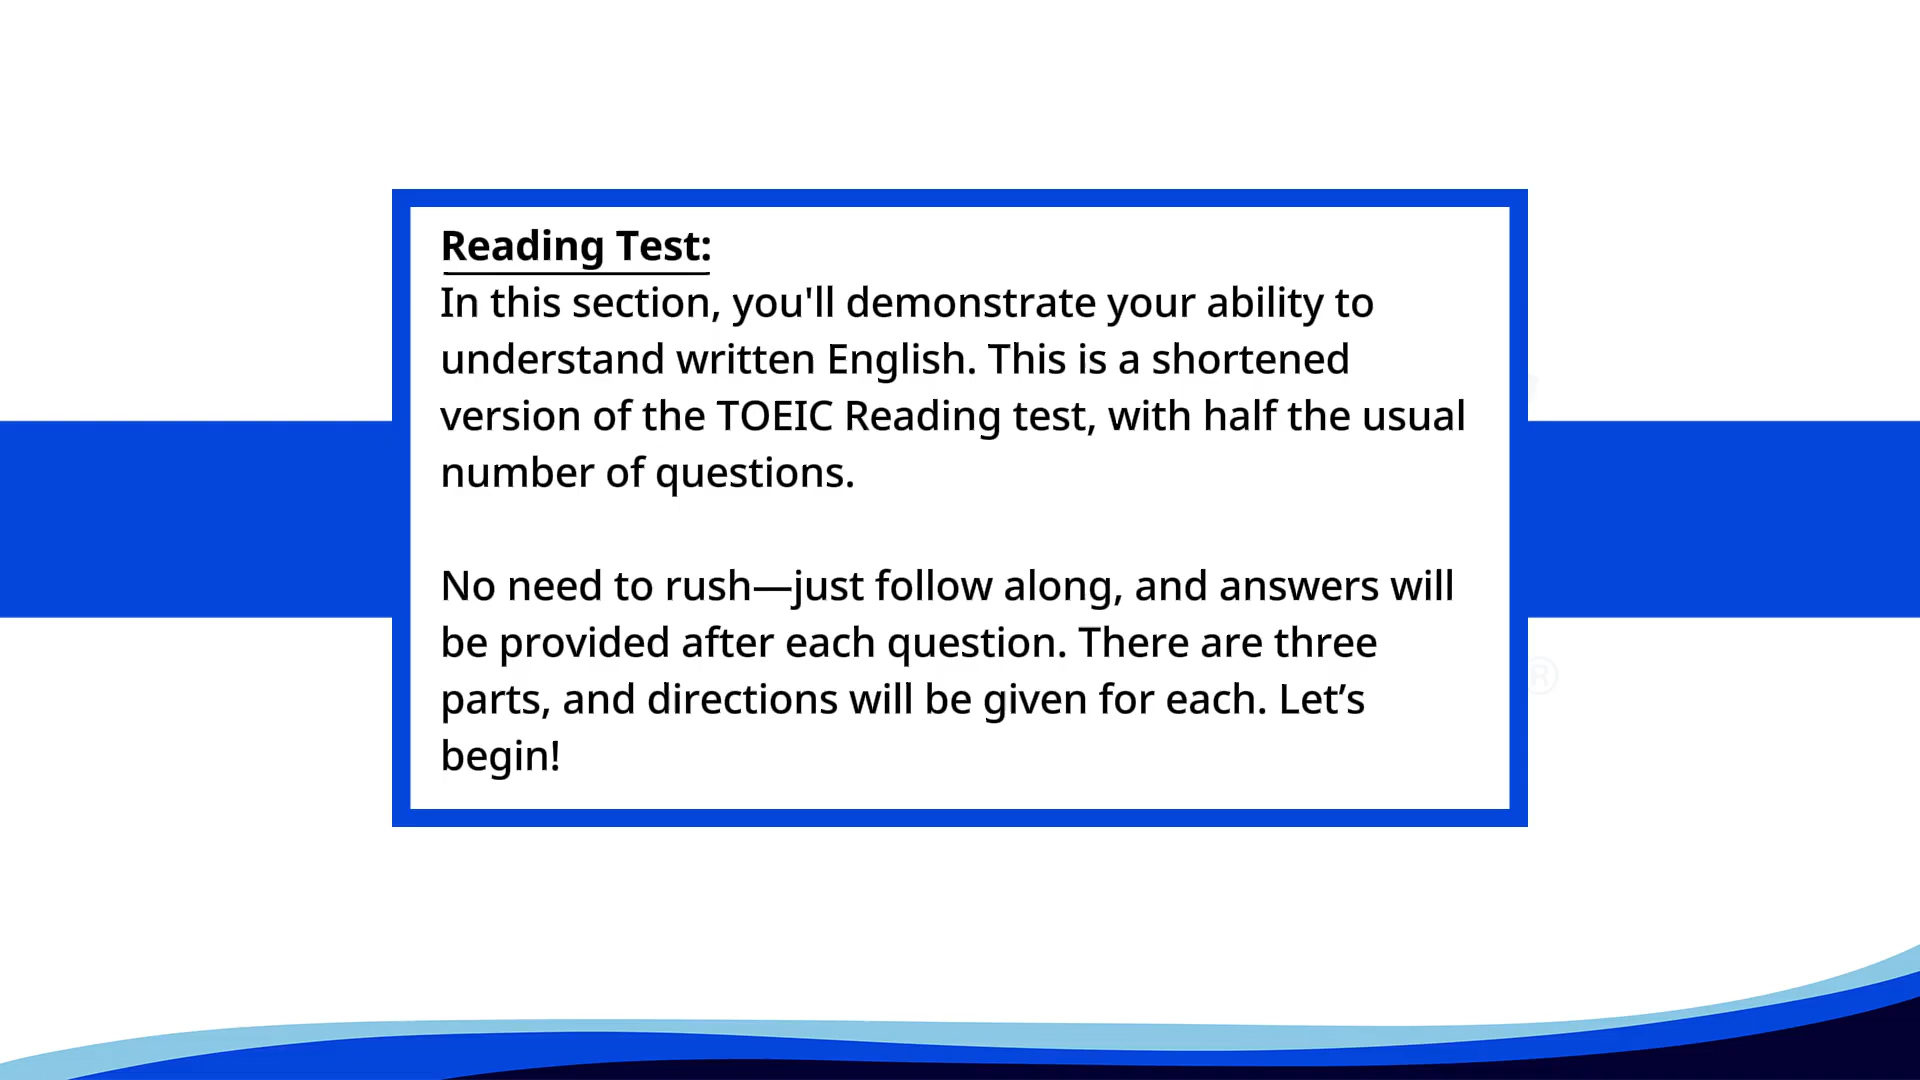 Reading Test:
In this section, you'll demonstrate your ability to
understand written English. This is a shortened
version of the TOEIC Reading test, with half the usual
number of questions.
No need to rush—just follow along, and answers will
be provided after each question. There are three
parts, and directions will be given for each. Let’s
begin!
®